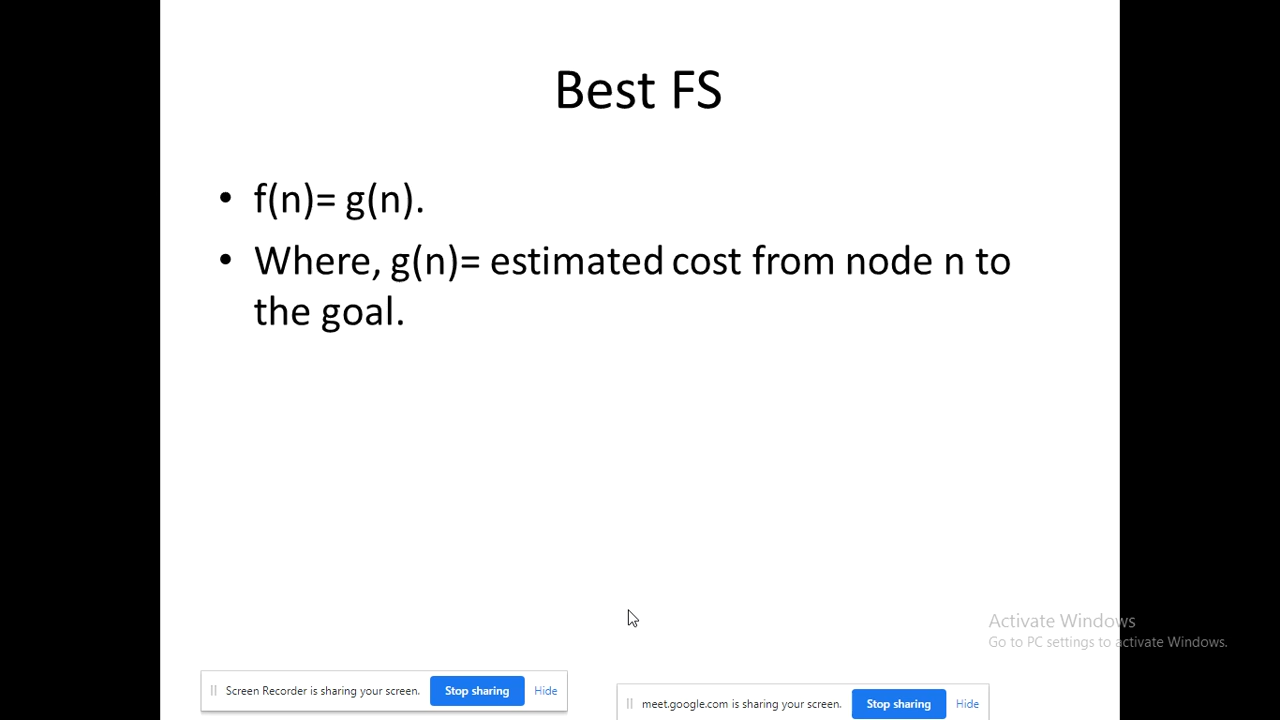 Best FS
• f(n)= g(n).
• Where, g(n)= estimated cost from node n to
the goal.
Activate Windows
Go to PC settings to activate Windows.
Screen Recorder is sharing your screen. Stop sharing Hide
meet.google.com is sharing your screen. Stop sharing Hide